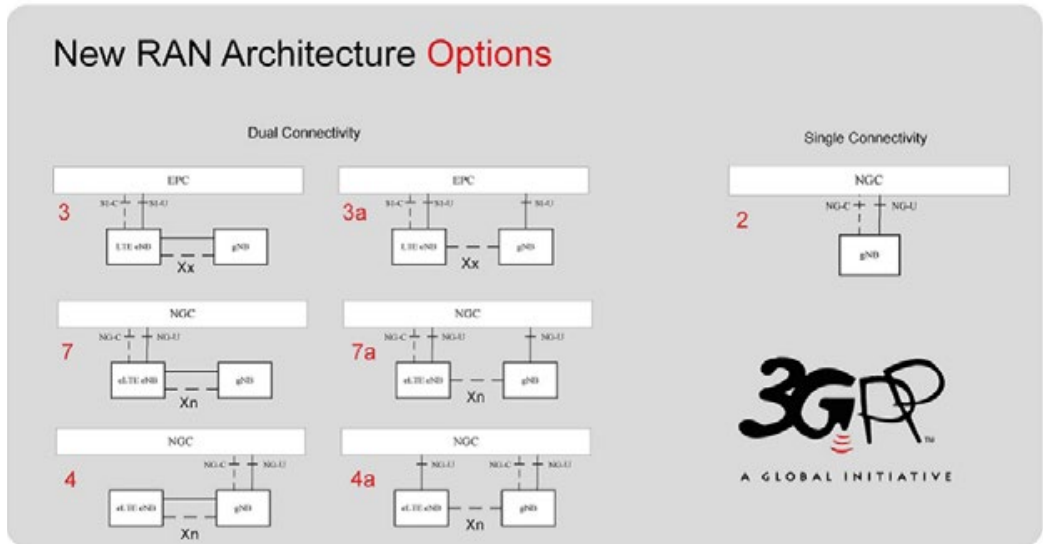 New RAN Architecture Options
Dual Connectivity
Single Connectivity
EPC
3
S1-C
S1-U
LTE eNB
gNB
Xx
EPC
3a
S1-C
S1-U
S1-U
LTE eNB
gNB
Xx
NGC
2
NG-C
NG-U
gNB
NGC
7
NG-C
NG-U
eLTE eNB
gNB
Xn
NGC
7a
NG-C
NG-U
NG-U
eLTE eNB
gNB
Xn
NGC
4
NG-C
NG-U
eLTE eNB
gNB
Xn
NGC
4a
NG-U
NG-C
NG-U
eLTE eNB
gNB
Xn
3GPP
TM
A GLOBAL INITIATIVE